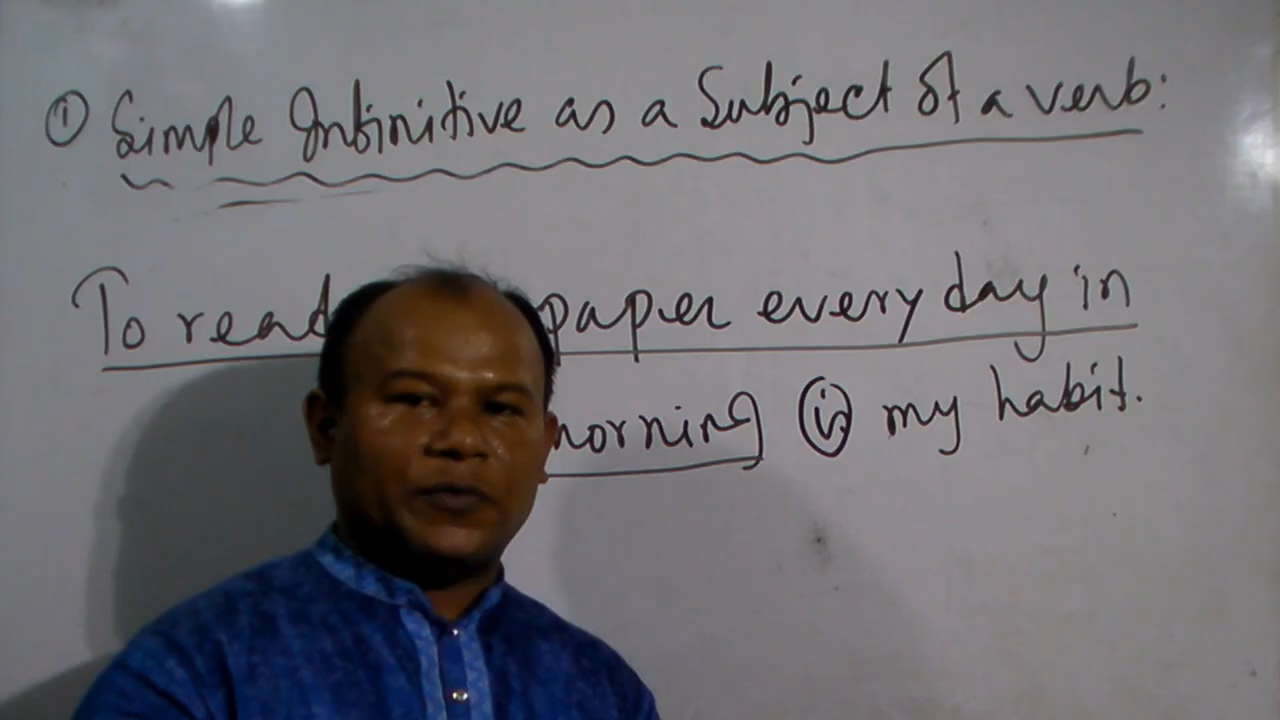 ① Simple Infinitive as a Subject of a verb:
To read paper every day in
morning is my habit.